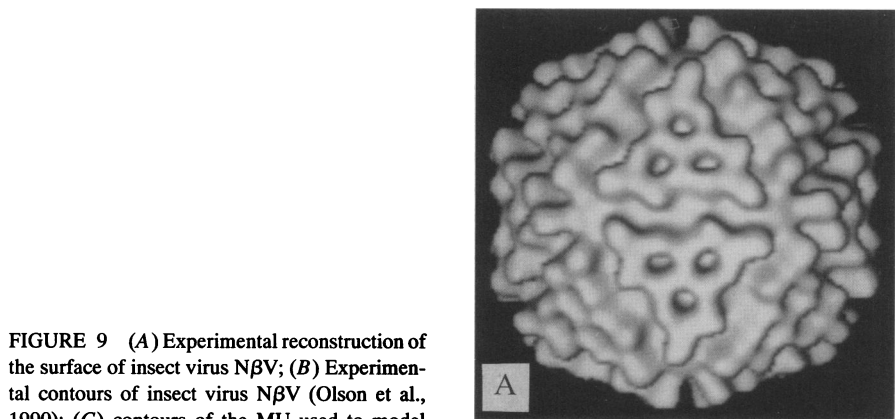 FIGURE 9 (A) Experimental reconstruction of
the surface of insect virus NβV; (B) Experimen-
tal contours of insect virus NβV (Olson et al.,
1990); (C) contours of the MU used to model
A